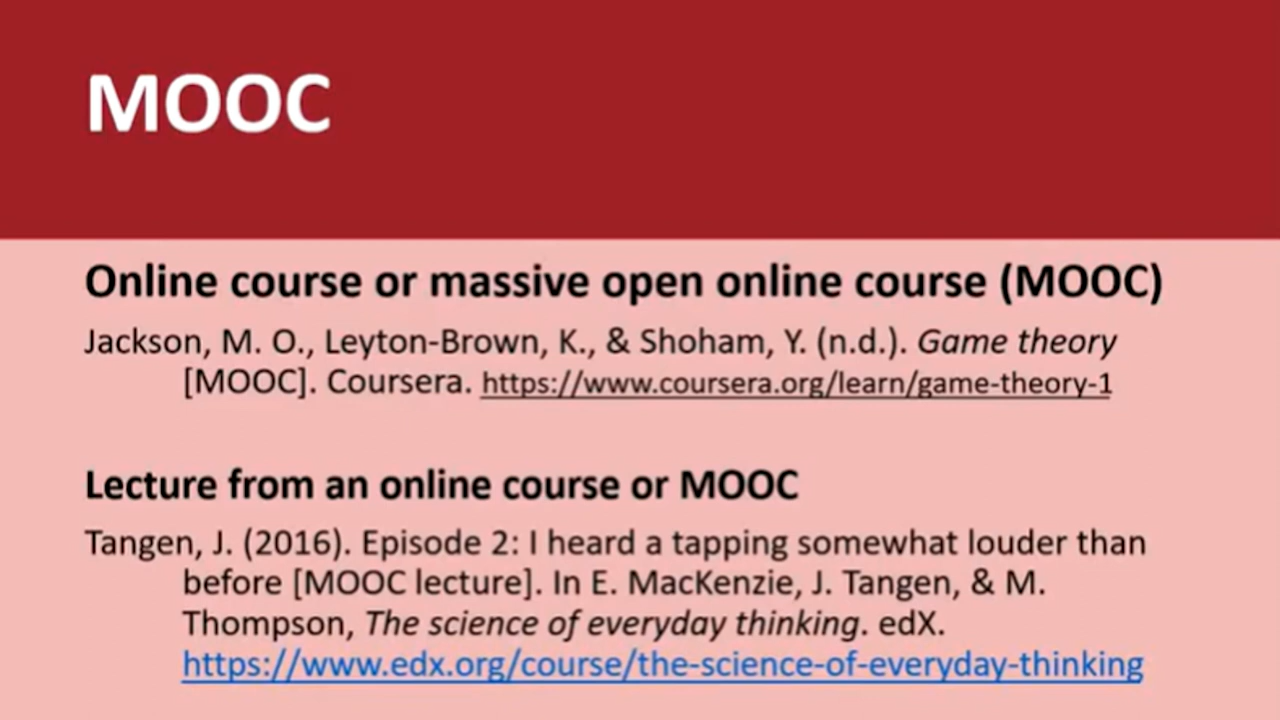 MOOC
Online course or massive open online course (MOOC)
Jackson, M. O., Leyton-Brown, K., & Shoham, Y. (n.d.). Game theory
[MOOC]. Coursera. https://www.coursera.org/learn/game-theory-1
Lecture from an online course or MOOC
Tangen, J. (2016). Episode 2: I heard a tapping somewhat louder than
before [MOOC lecture]. In E. MacKenzie, J. Tangen, & M.
Thompson, The science of everyday thinking. edX.
https://www.edx.org/course/the-science-of-everyday-thinking